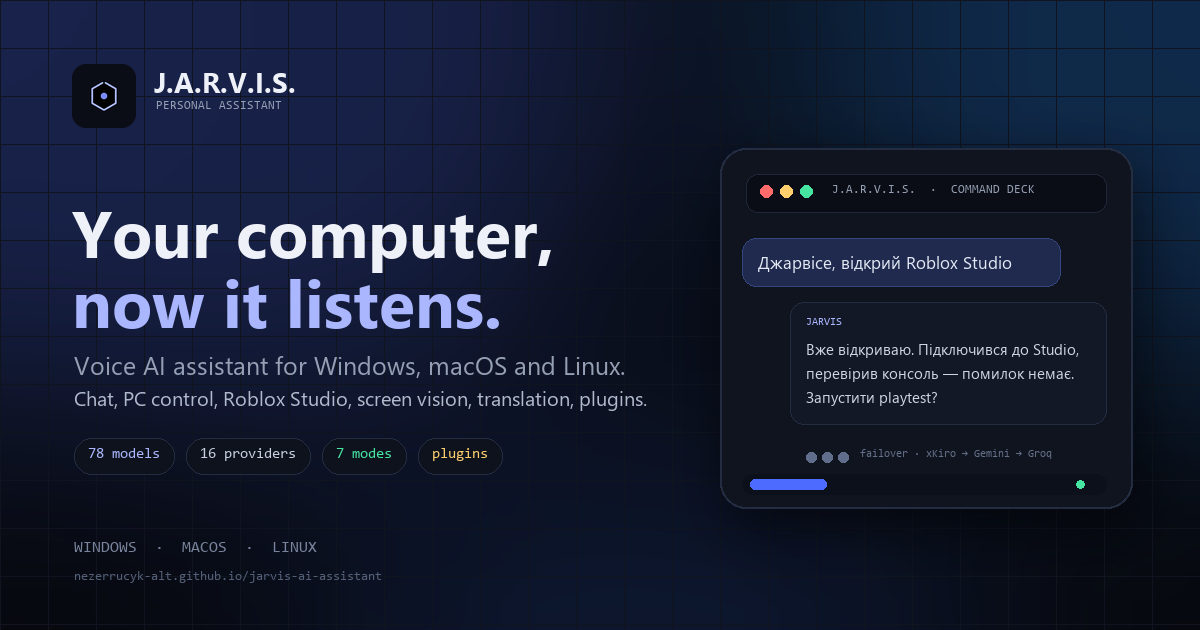 J.A.R.V.I.S.
PERSONAL ASSISTANT
Your computer,
now it listens.
Voice AI assistant for Windows, macOS and Linux.
Chat, PC control, Roblox Studio, screen vision, translation, plugins.
78 models
16 providers
7 modes
plugins
WINDOWS · MACOS · LINUX
nezerrucyk-alt.github.io/jarvis-ai-assistant
J.A.R.V.I.S. · COMMAND DECK
Джарвісе, відкрий Roblox Studio
JARVIS
Вже відкриваю. Підключився до Studio,
перевірив консоль — помилок немає.
Запустити playtest?
failover · xKiro → Gemini → Groq